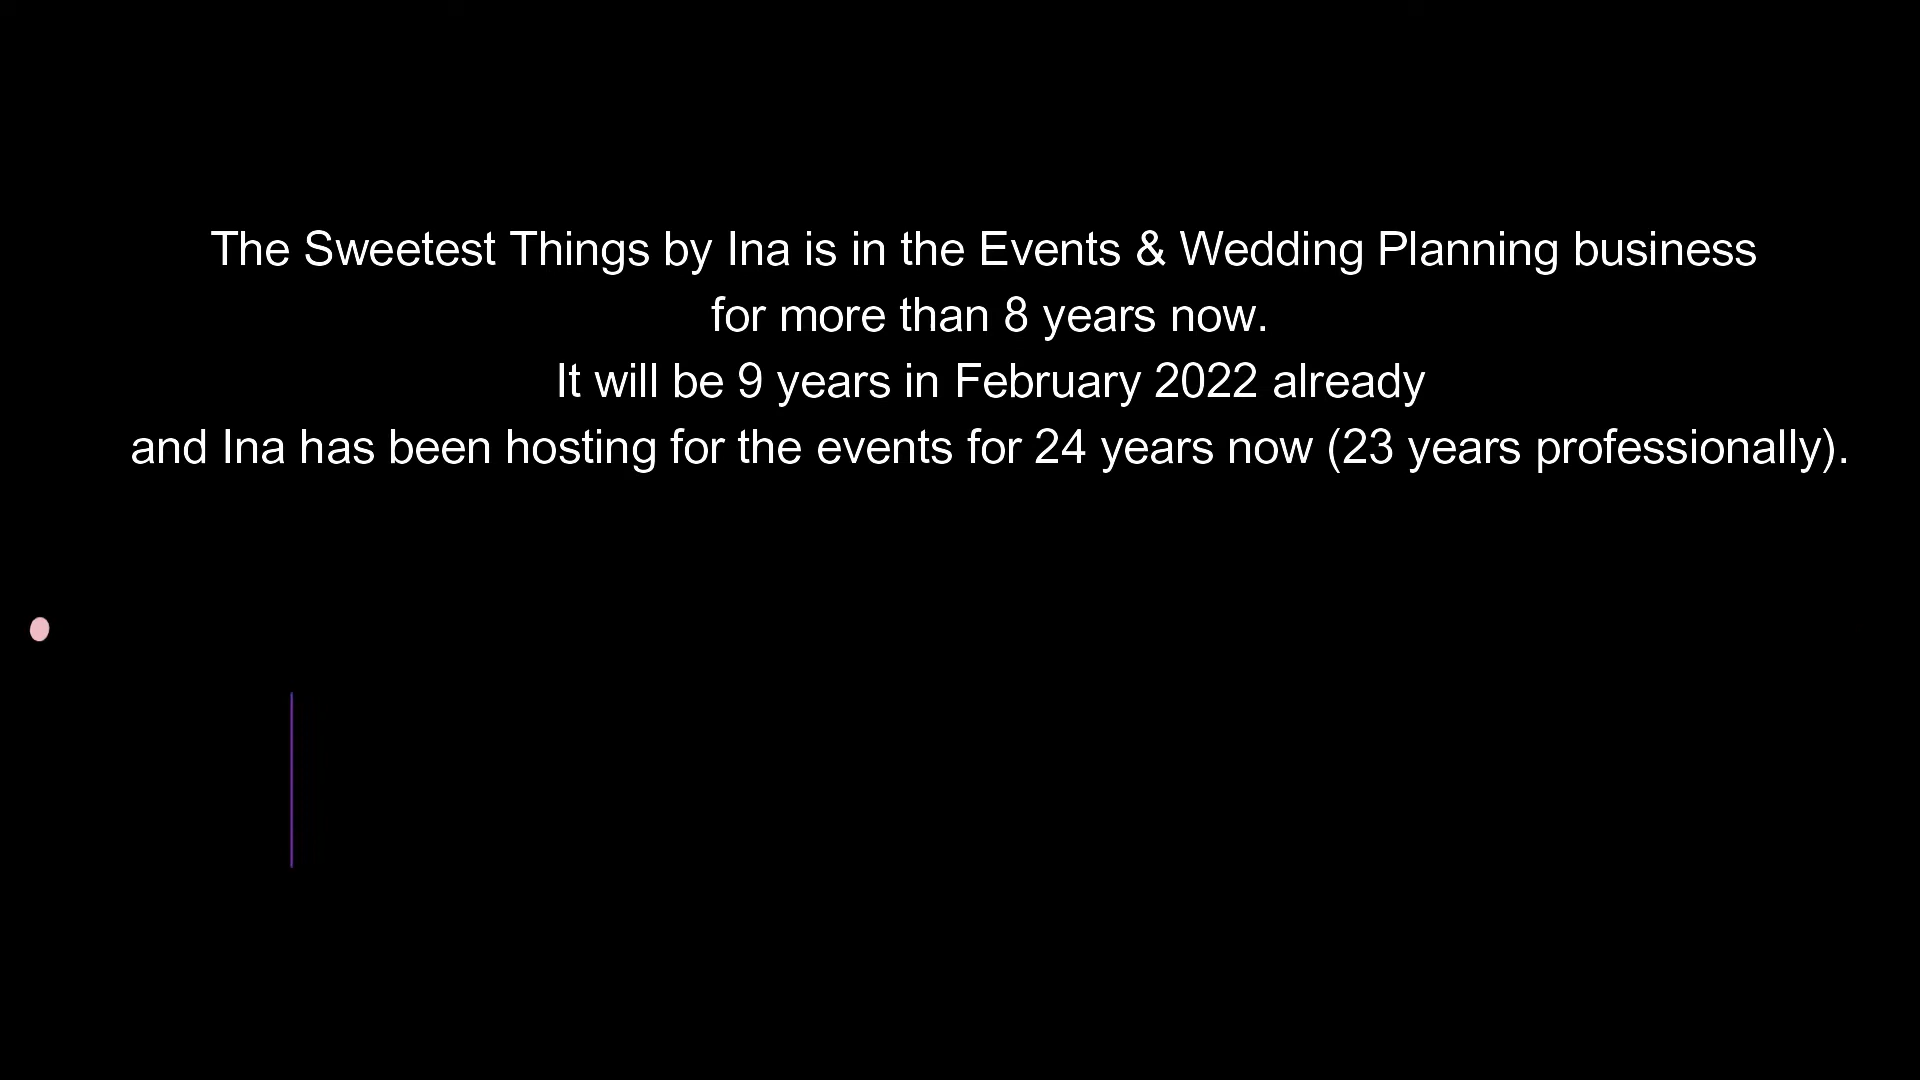 The Sweetest Things by Ina is in the Events & Wedding Planning business
for more than 8 years now.
It will be 9 years in February 2022 already
and Ina has been hosting for the events for 24 years now (23 years professionally).